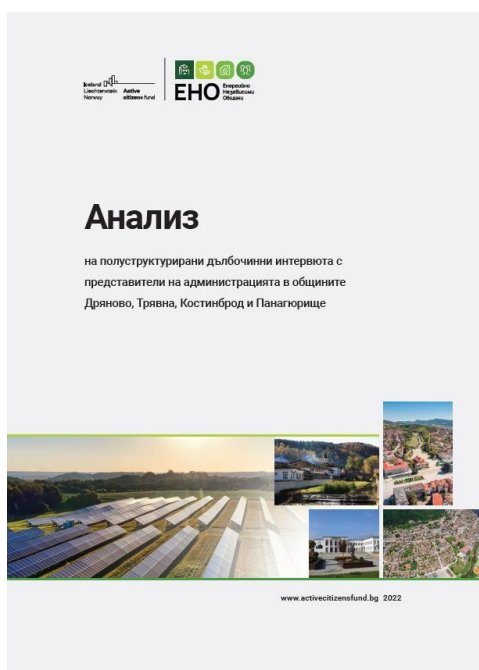 Iceland
Liechtenstein Active
Norway citizens fund
ЕНО Енергийно
Независими
Общини
Анализ
на полуструктурирани дълбочинни интервюта с
представители на администрацията в общините
Дряново, Трявна, Костинброд и Панагюрище
www.activecitizensfund.bg 2022